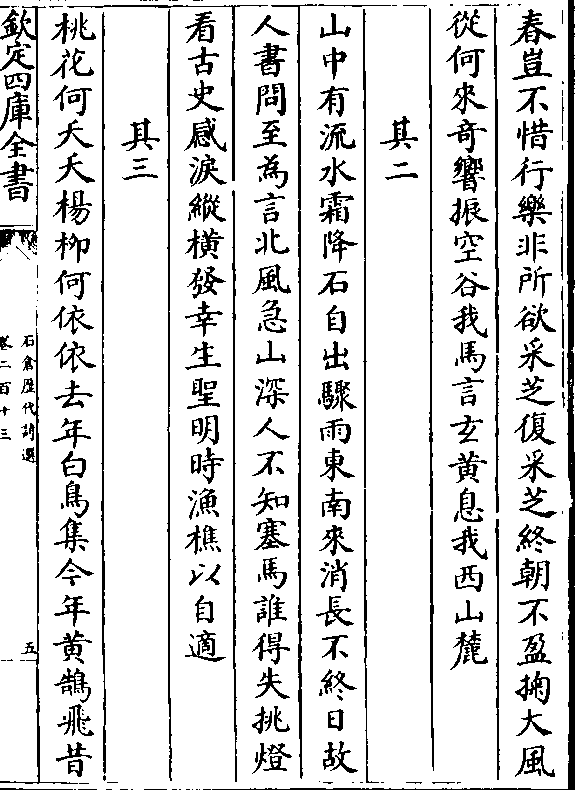 春豈不惜行樂非所欲采芝復采芝終朝不盈掬大風
從何來奇響振空谷我馬言玄黄息我西山麓
其二
山中有流水霜降石自出驟雨東南來消長不終日故
人書問至為言北風急山深人不知塞馬誰得失挑燈
看古史感淚縱橫發幸生聖明時漁樵以自適
其三
桃花何夭夭楊柳何依依去年白鳥集今年黄鵠飛昔
欽定四庫全書
石倉歴代詩選
卷二百十三
五